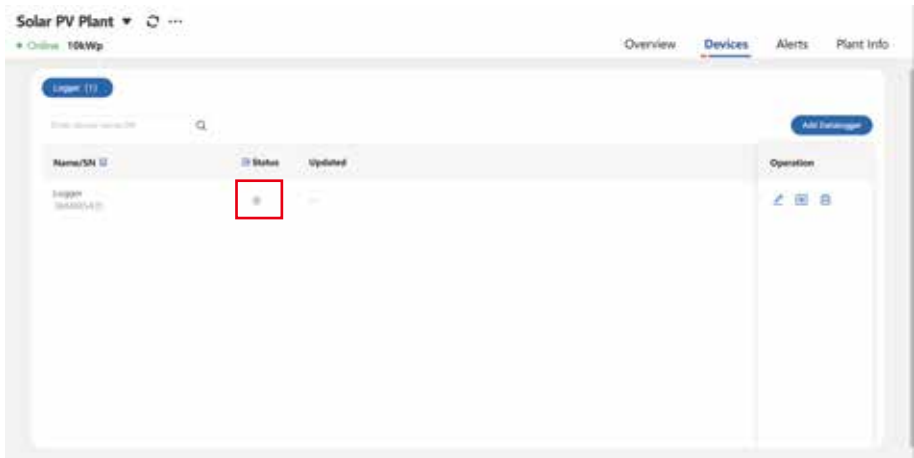 Solar PV Plant
Online 10kWp
Overview Devices Alerts Plant Info
Logger (1)
Add Datalogger
Name/SN Status Updated Operation
Logger